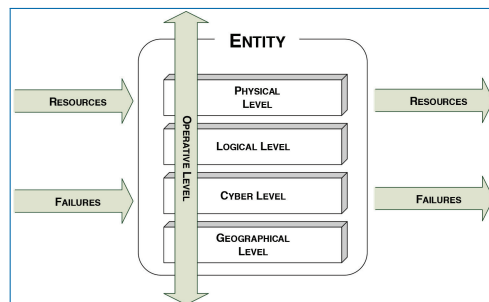 ENTITY
PHYSICAL
LEVEL
RESOURCES
RESOURCES
OPERATIVE LEVEL
LOGICAL LEVEL
CYBER LEVEL
FAILURES
FAILURES
GEOGRAPHICAL
LEVEL